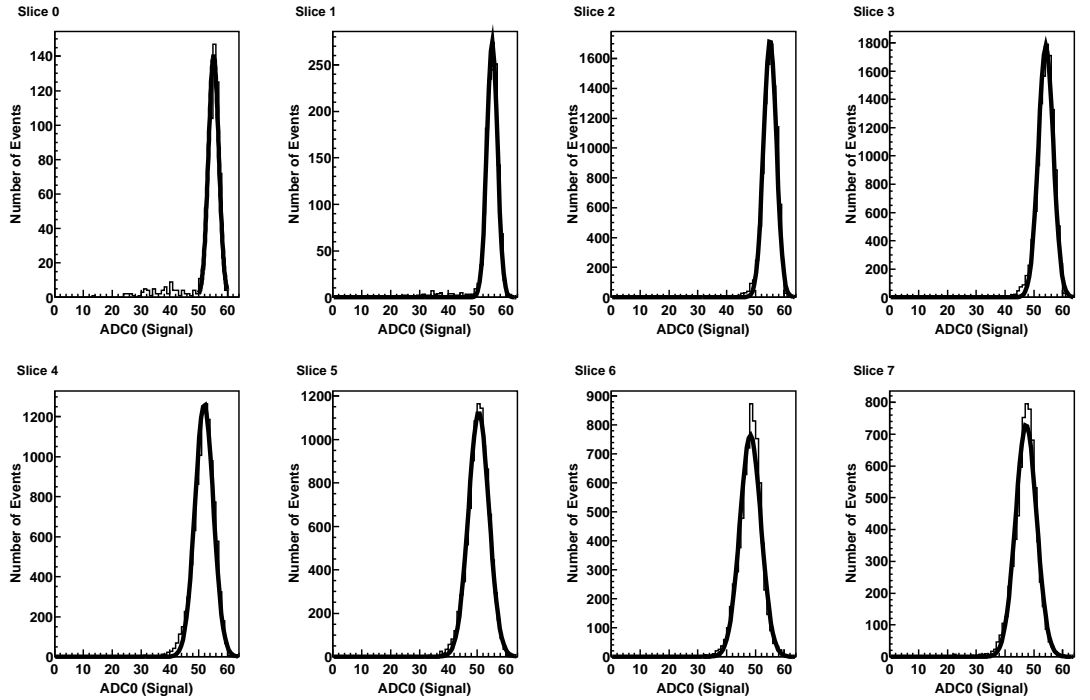 Slice 0
Number of Events
140
120
100
80
60
40
20
0
0 10 20 30 40 50 60
ADC0 (Signal)
Slice 1
Number of Events
250
200
150
100
50
0
0 10 20 30 40 50 60
ADC0 (Signal)
Slice 2
Number of Events
1600
1400
1200
1000
800
600
400
200
0
0 10 20 30 40 50 60
ADC0 (Signal)
Slice 3
Number of Events
1800
1600
1400
1200
1000
800
600
400
200
0
0 10 20 30 40 50 60
ADC0 (Signal)
Slice 4
Number of Events
1200
1000
800
600
400
200
0
0 10 20 30 40 50 60
ADC0 (Signal)
Slice 5
Number of Events
1200
1000
800
600
400
200
0
0 10 20 30 40 50 60
ADC0 (Signal)
Slice 6
Number of Events
900
800
700
600
500
400
300
200
100
0
0 10 20 30 40 50 60
ADC0 (Signal)
Slice 7
Number of Events
800
700
600
500
400
300
200
100
0
0 10 20 30 40 50 60
ADC0 (Signal)